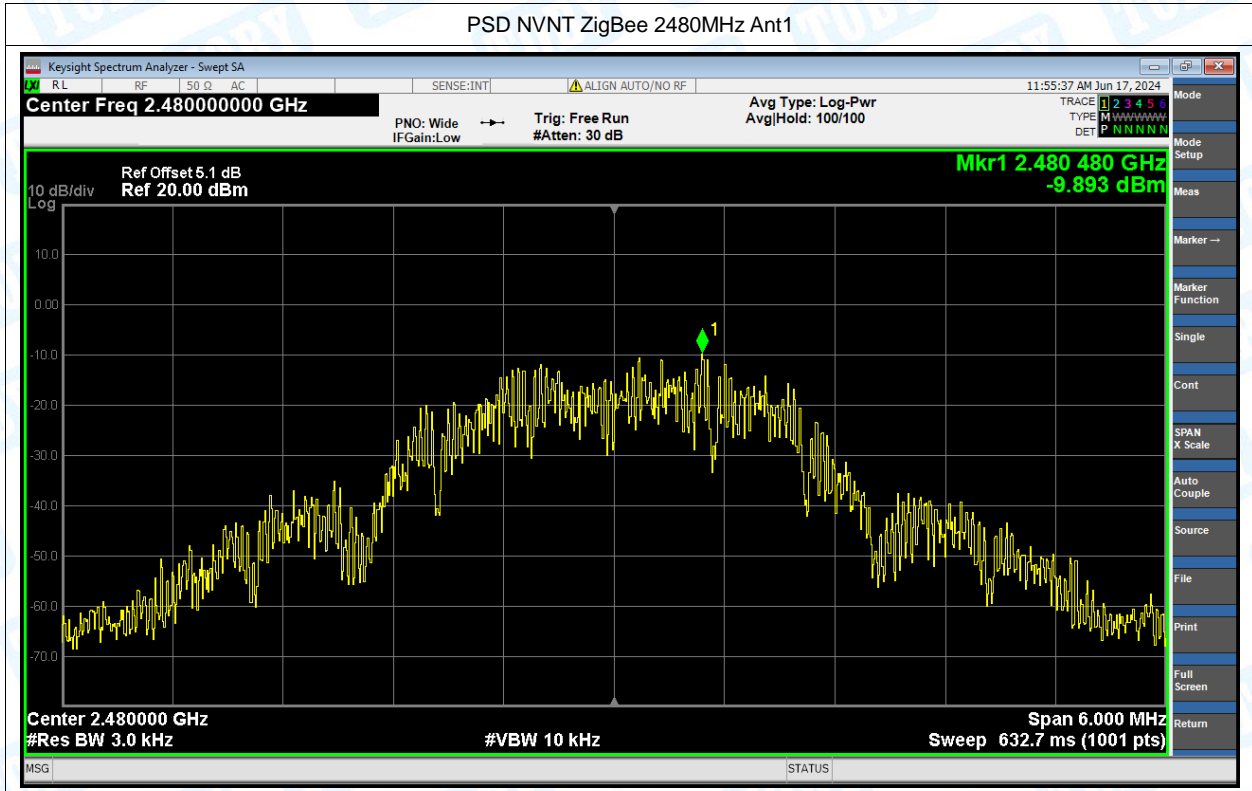 PSD NVNT ZigBee 2480MHz Ant1
Keysight Spectrum Analyzer - Swept SA
LXI RL RF 50 Ω AC SENSE:INT ALIGN AUTO/NO RF 11:55:37 AM Jun 17, 2024
Center Freq 2.480000000 GHz
PNO: Wide
IFGain:Low
Trig: Free Run
#Atten: 30 dB
Avg Type: Log-Pwr
Avg|Hold: 100/100
TRACE 1 2 3 4 5 6
TYPE M WWWWW
DET P N N N N N
Mkr1 2.480 480 GHz
-9.893 dBm
Ref Offset 5.1 dB
10 dB/div Ref 20.00 dBm
Log
10.0
0.00
-10.0
-20.0
-30.0
-40.0
-50.0
-60.0
-70.0
1
Center 2.480000 GHz Span 6.000 MHz
#Res BW 3.0 kHz #VBW 10 kHz Sweep 632.7 ms (1001 pts)
MSG STATUS
Mode
Mode
Setup
Meas
Marker →
Marker
Function
Single
Cont
SPAN
X Scale
Auto
Couple
Source
File
Print
Full
Screen
Return
TOBY